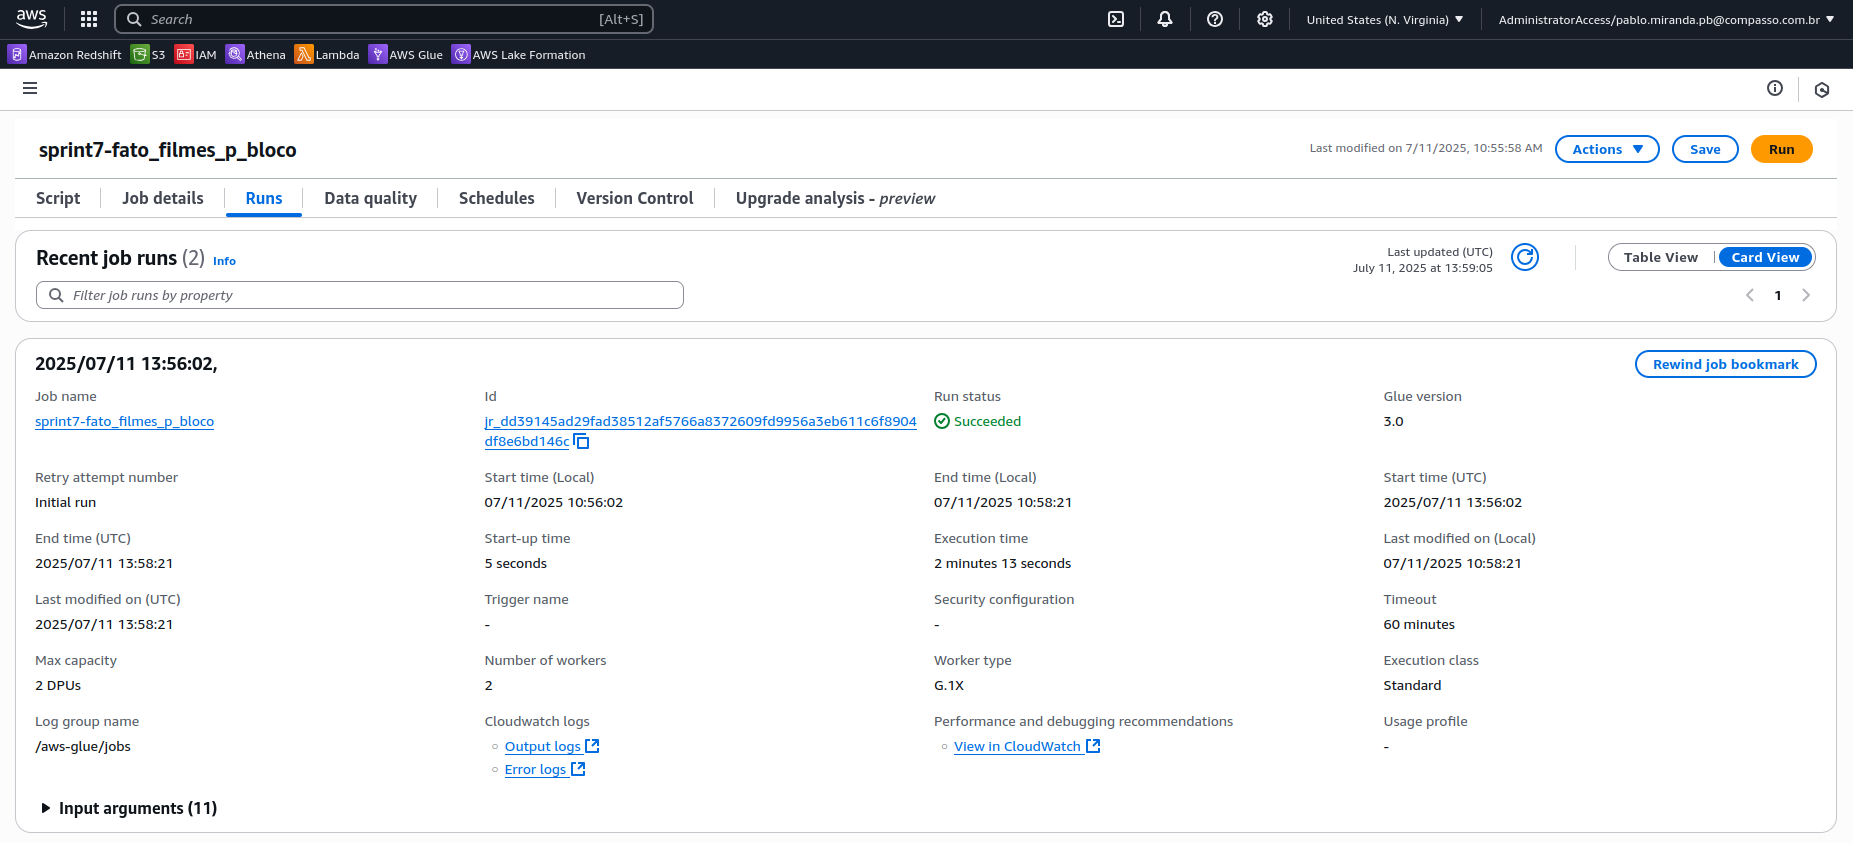 aws
Search [Alt+S] United States (N. Virginia) AdministratorAccess/pablo.miranda.pb@compasso.com.br
Amazon Redshift S3 IAM Athena Lambda AWS Glue AWS Lake Formation
sprint7-fato_filmes_p_bloco Last modified on 7/11/2025, 10:55:58 AM Actions Save Run
Script Job details Runs Data quality Schedules Version Control Upgrade analysis - preview
Recent job runs (2) Info Last updated (UTC) Table View Card View
July 11, 2025 at 13:59:05
Filter job runs by property 1
2025/07/11 13:56:02, Rewind job bookmark
Job name Id Run status Glue version
sprint7-fato_filmes_p_bloco jr_dd39145ad29fad38512af5766a8372609fd9956a3eb611c6f8904 Succeeded 3.0
df8e6bd146c
Retry attempt number Start time (Local) End time (Local) Start time (UTC)
Initial run 07/11/2025 10:56:02 07/11/2025 10:58:21 2025/07/11 13:56:02
End time (UTC) Start-up time Execution time Last modified on (Local)
2025/07/11 13:58:21 5 seconds 2 minutes 13 seconds 07/11/2025 10:58:21
Last modified on (UTC) Trigger name Security configuration Timeout
2025/07/11 13:58:21 - - 60 minutes
Max capacity Number of workers Worker type Execution class
2 DPUs 2 G.1X Standard
Log group name Cloudwatch logs Performance and debugging recommendations Usage profile
/aws-glue/jobs Output logs View in CloudWatch -
Error logs
Input arguments (11)